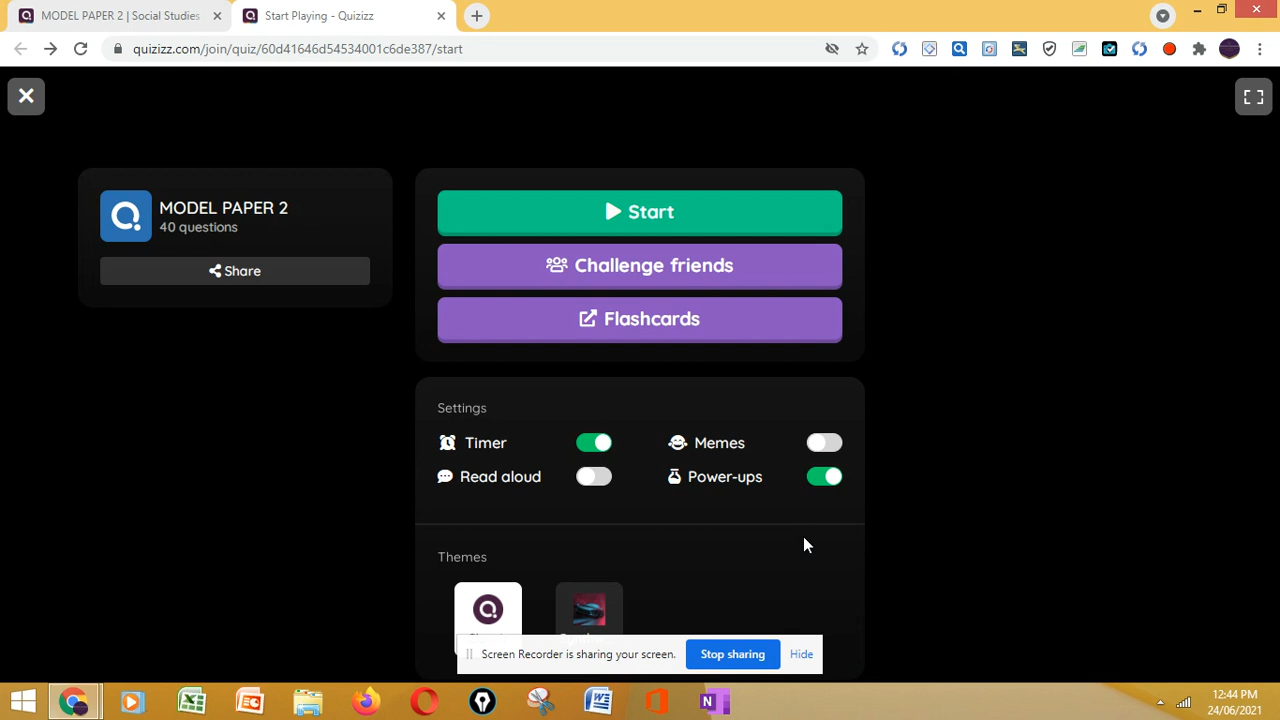 MODEL PAPER 2 | Social Studies
Start Playing - Quizizz
quizizz.com/join/quiz/60d41646d54534001c6de387/start
MODEL PAPER 2
40 questions
Share
Start
Challenge friends
Flashcards
Settings
Timer
Memes
Read aloud
Power-ups
Themes
Screen Recorder is sharing your screen.
Stop sharing
Hide
12:44 PM
24/06/2021